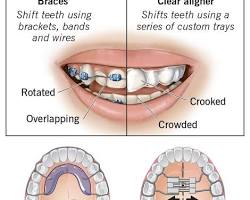 Braces
Shift teeth using
brackets, bands
and wires
Clear aligner
Shifts teeth using a
series of custom trays
Rotated
Overlapping
Crooked
Crowded